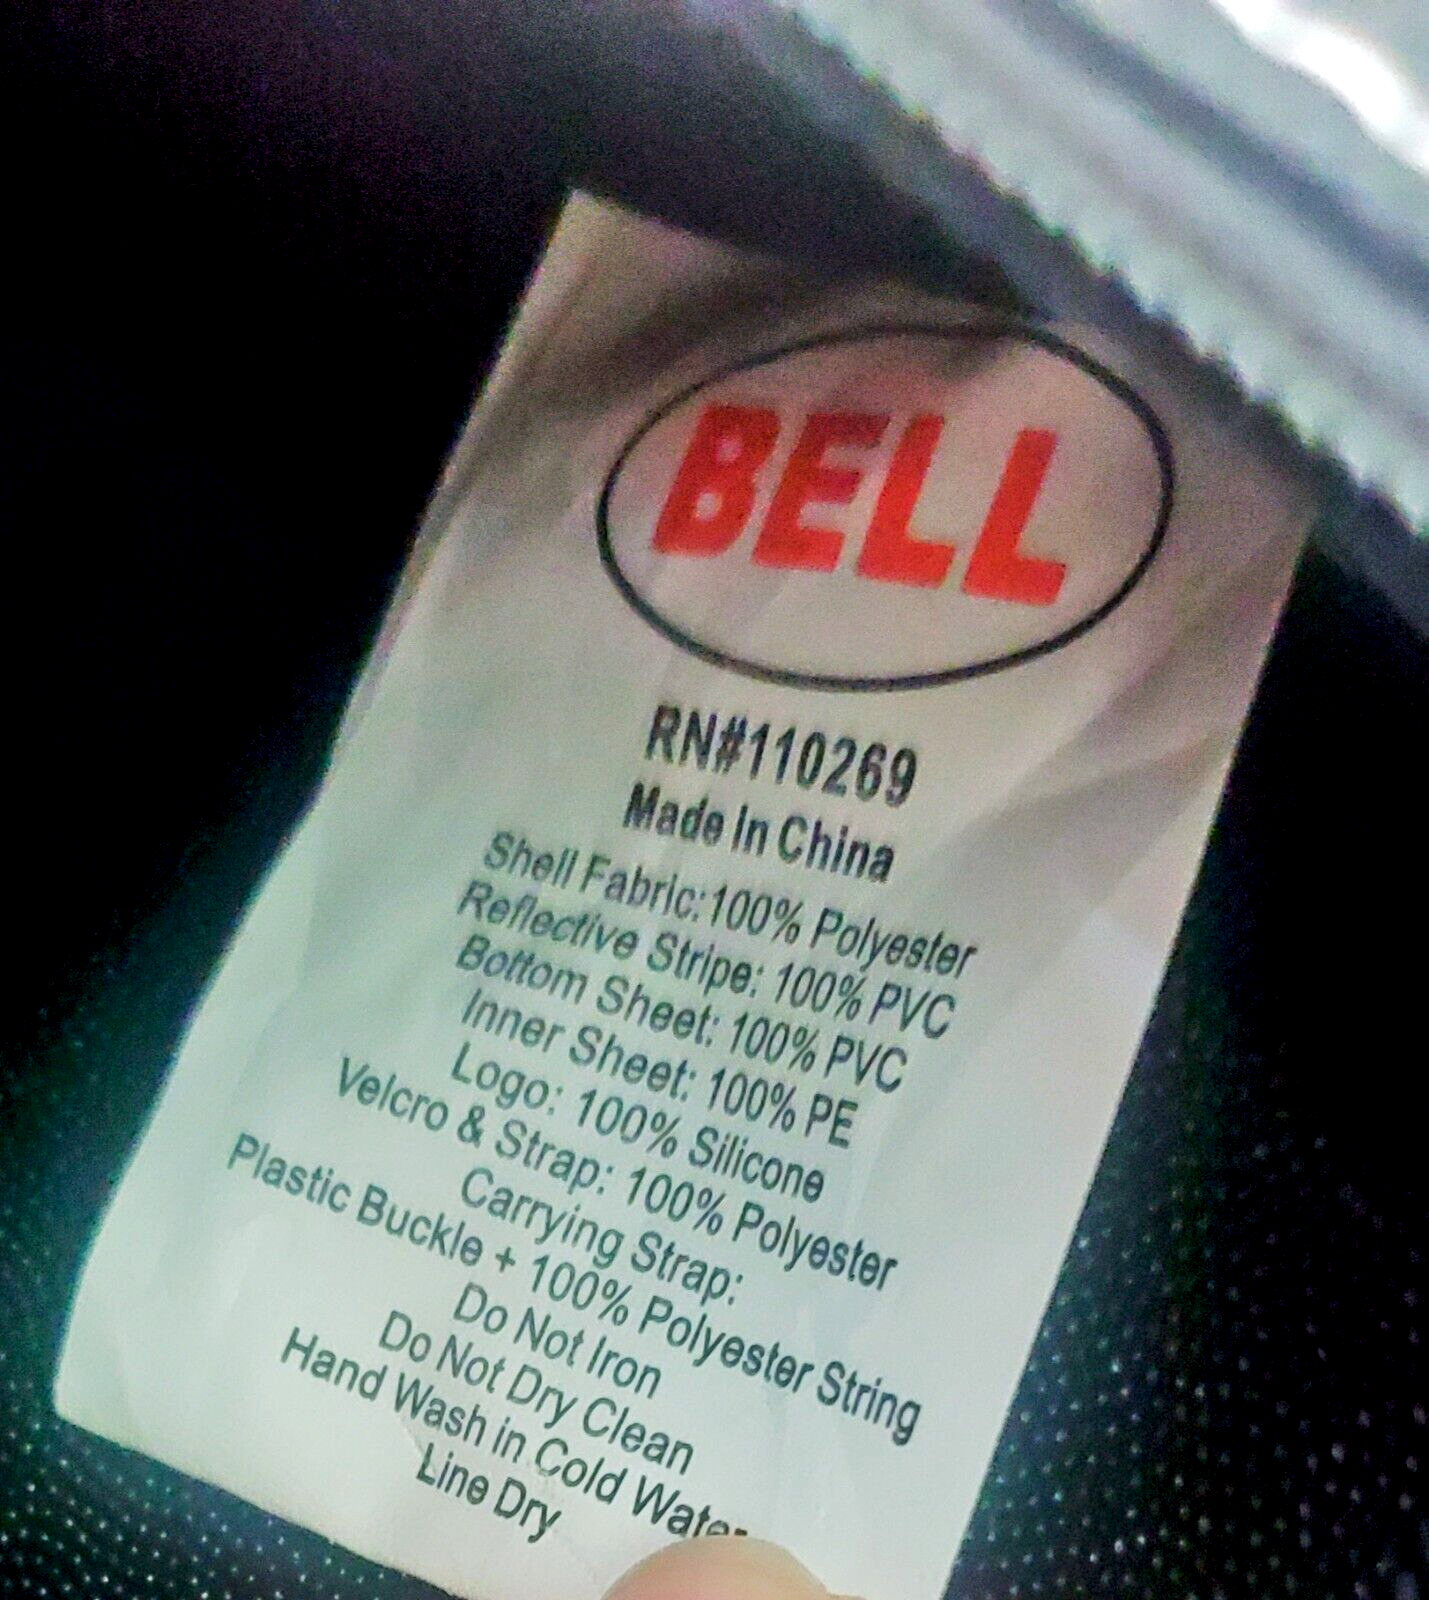 BELL
RN#110269
Made In China
Shell Fabric:100% Polyester
Reflective Stripe: 100% PVC
Bottom Sheet: 100% PVC
Inner Sheet: 100% PE
Logo: 100% Silicone
Velcro & Strap: 100% Polyester
Carrying Strap:
Plastic Buckle + 100% Polyester String
Do Not Iron
Do Not Dry Clean
Hand Wash in Cold Water
Line Dry